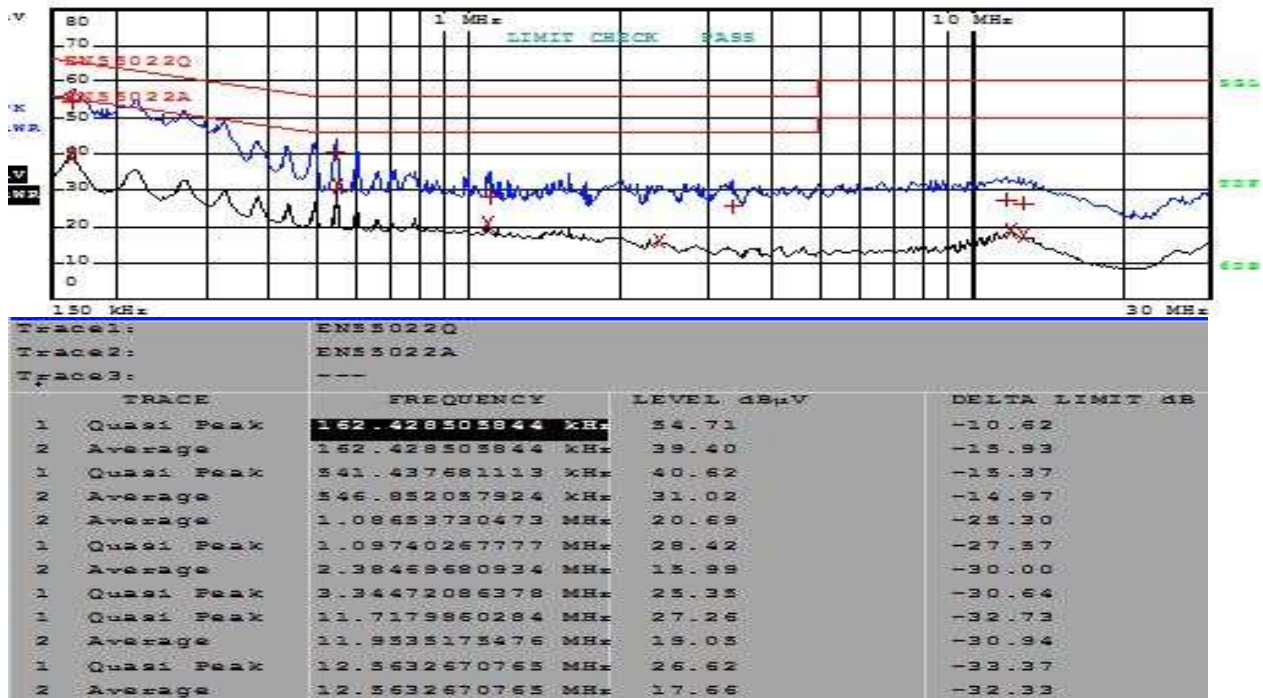 80
1 MHz
10 MHz
70
LIMIT CHECK PASS
EN55022Q
60
EN55022A
50
40
30
20
10
0
150 kHz
30 MHz
Trace1: EN55022Q
Trace2: EN55022A
Trace3: ---
TRACE FREQUENCY LEVEL dBµV DELTA LIMIT dB
1 Quasi Peak 162.428505844 kHz 54.71 -10.62
2 Average 162.428505844 kHz 39.40 -15.93
1 Quasi Peak 541.437681113 kHz 40.62 -15.37
2 Average 546.852057924 kHz 31.02 -14.97
2 Average 1.08653730473 MHz 20.69 -25.30
1 Quasi Peak 1.09740267777 MHz 28.42 -27.57
2 Average 2.38469680934 MHz 15.99 -30.00
1 Quasi Peak 3.34472086378 MHz 25.35 -30.64
1 Quasi Peak 11.7179860284 MHz 27.26 -32.73
2 Average 11.9535175476 MHz 19.05 -30.94
1 Quasi Peak 12.5632670765 MHz 26.62 -33.37
2 Average 12.5632670765 MHz 17.66 -32.33